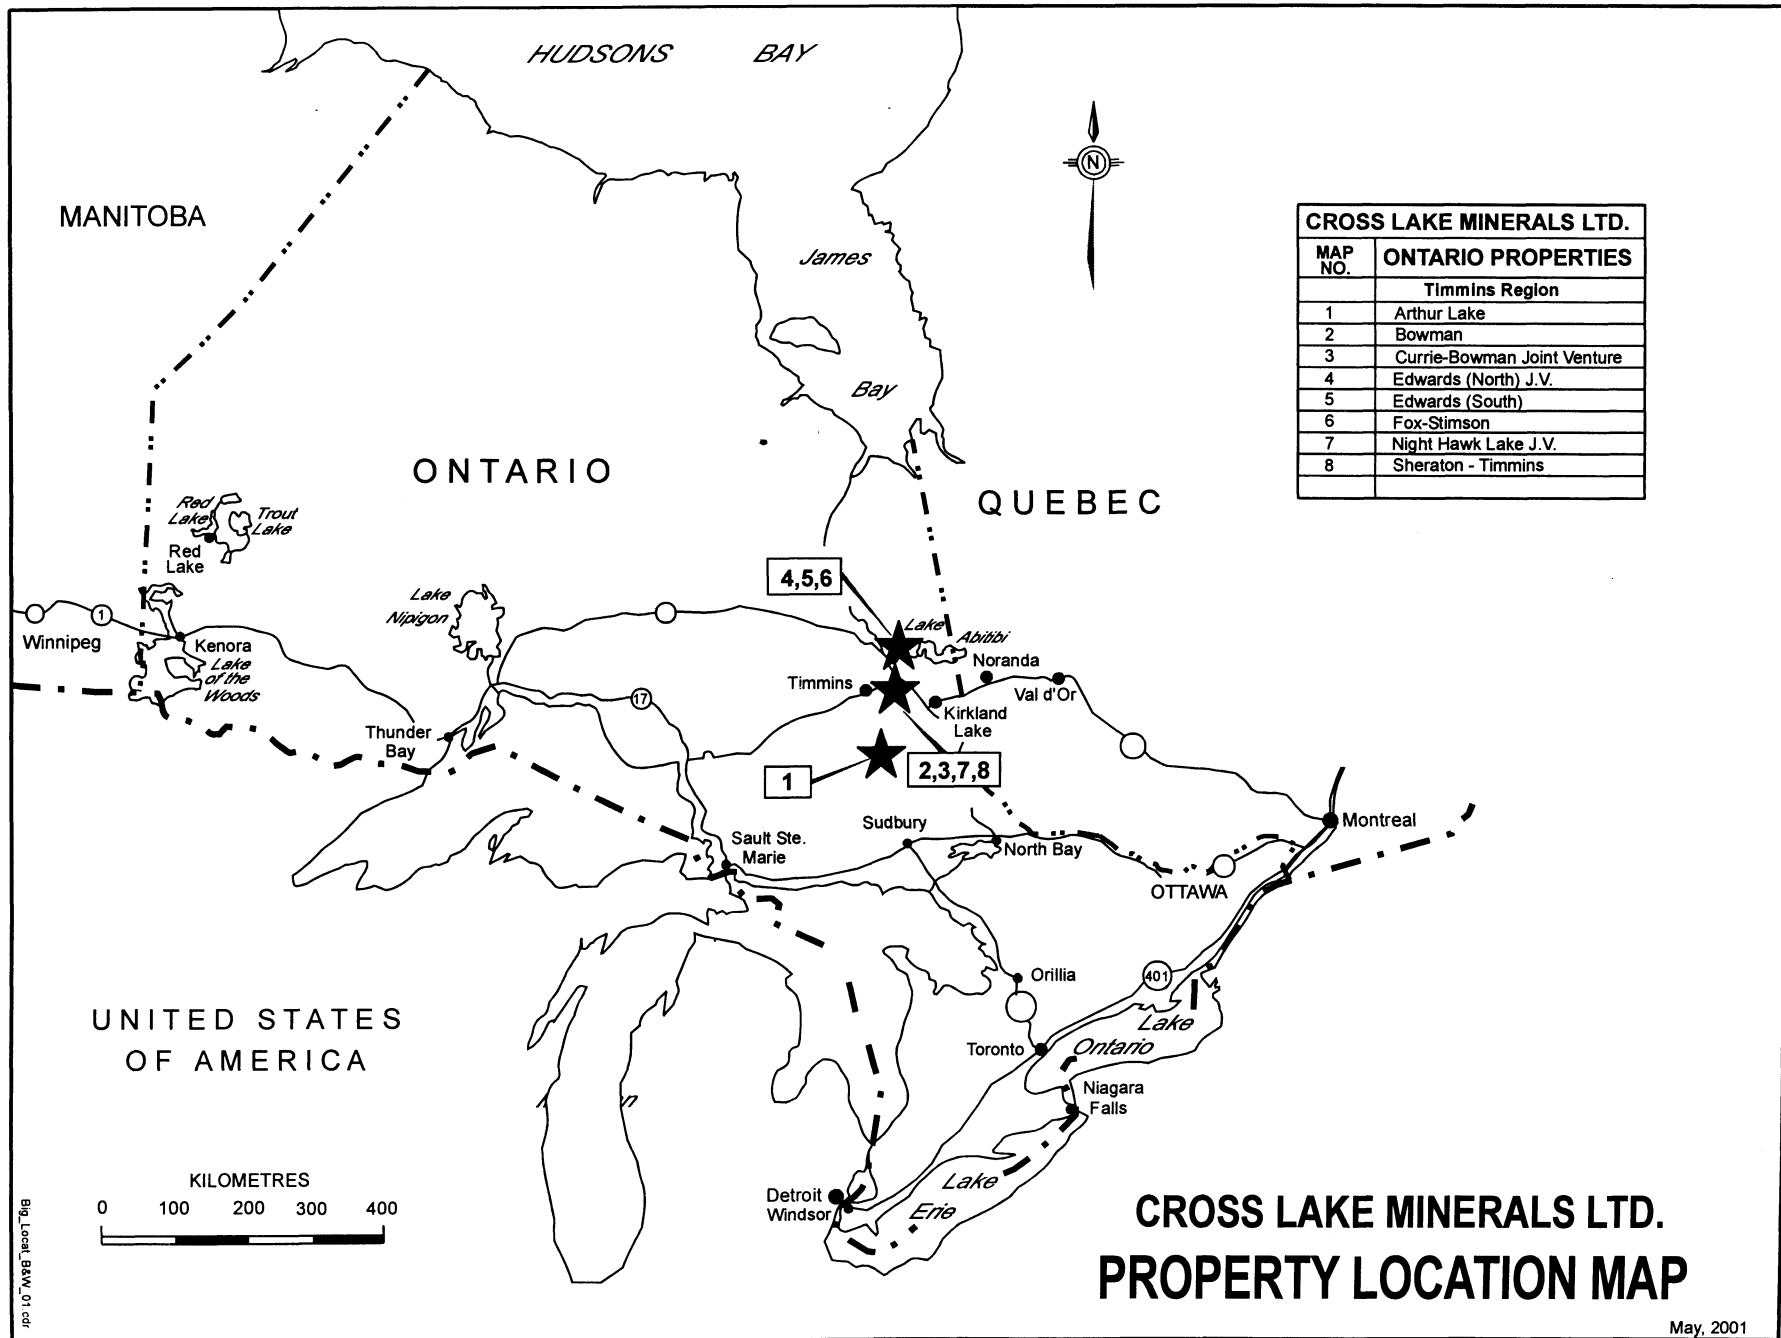 HUDSONS BAY
MANITOBA
N
James
Bay
CROSS LAKE MINERALS LTD.
MAP NO. ONTARIO PROPERTIES
Timmins Region
1 Arthur Lake
2 Bowman
3 Currie-Bowman Joint Venture
4 Edwards (North) J.V.
5 Edwards (South)
6 Fox-Stimson
7 Night Hawk Lake J.V.
8 Sheraton - Timmins
ONTARIO
QUEBEC
Red
Lake
Trout
Lake
Red
Lake
4,5,6
Lake
Nipigon
1
Winnipeg
Kenora
Lake
of the
Woods
Lake
Abitibi
Noranda
Timmins
Val d'Or
17
Kirkland
Lake
Thunder
Bay
1
2,3,7,8
Sudbury
Montreal
Sault Ste.
Marie
North Bay
OTTAWA
Orillia
401
UNITED STATES
OF AMERICA
Lake
Ontario
Toronto
Niagara
Falls
KILOMETRES
0 100 200 300 400
Detroit
Windsor
Lake
Erie
CROSS LAKE MINERALS LTD.
PROPERTY LOCATION MAP
Big_Locat_B&W_01.cdr
May, 2001